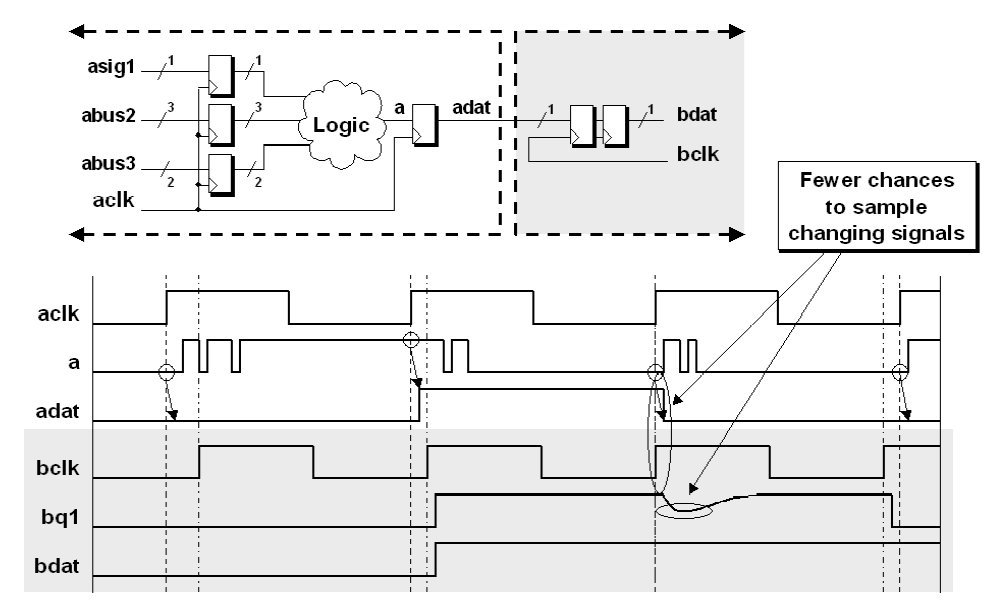 asig1 1 1
abus2 3 3 a adat 1 1 bdat
Logic
abus3 2 2 bclk
aclk
Fewer chances
to sample
changing signals
aclk
a
adat
bclk
bq1
bdat